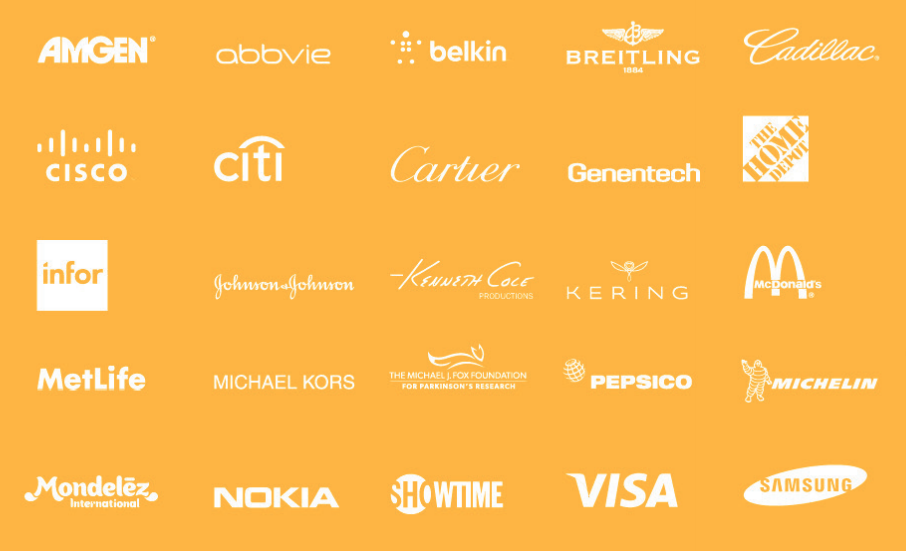 AMGEN®
abbvie
belkin
BREITLING
1884
Cadillac®
CISCO
citi
Cartier
Genentech
THE
HOME
DEPOT
infor
Johnson&Johnson
KENNETH COLE
PRODUCTIONS
KERING
McDonald's
®
MetLife
MICHAEL KORS
THE MICHAEL J. FOX FOUNDATION
FOR PARKINSON'S RESEARCH
PEPSICO
MICHELIN
Mondelēz
International
NOKIA
SHOWTIME
VISA
SAMSUNG